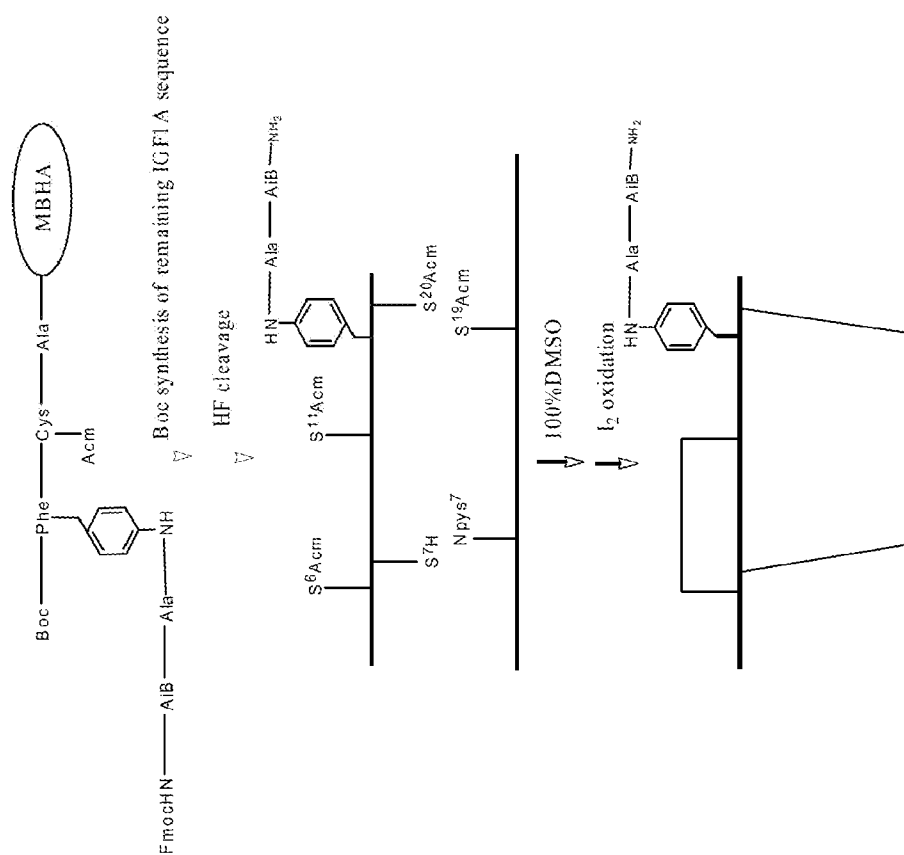 Boc—Phe—Cys—Ala—MBHA
Acm
FmocHN—AiB—Ala—NH
Boc synthesis of remaining IGF1A sequence
HF cleavage
HN—Ala—AiB—NH₂
S⁶Acm
S¹¹Acm
S⁷H
S²⁰Acm
Npys⁷
S¹⁹Acm
100%DMSO
I₂ oxidation
HN—Ala—AiB—NH₂